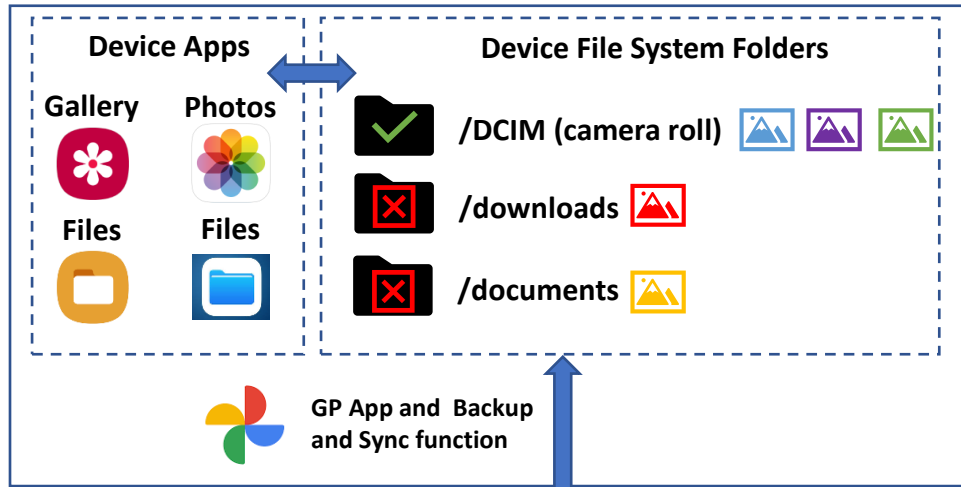 Device Apps
Device File System Folders
Gallery
Photos
/DCIM (camera roll)
/downloads
Files
Files
/documents
GP App and Backup
and Sync function